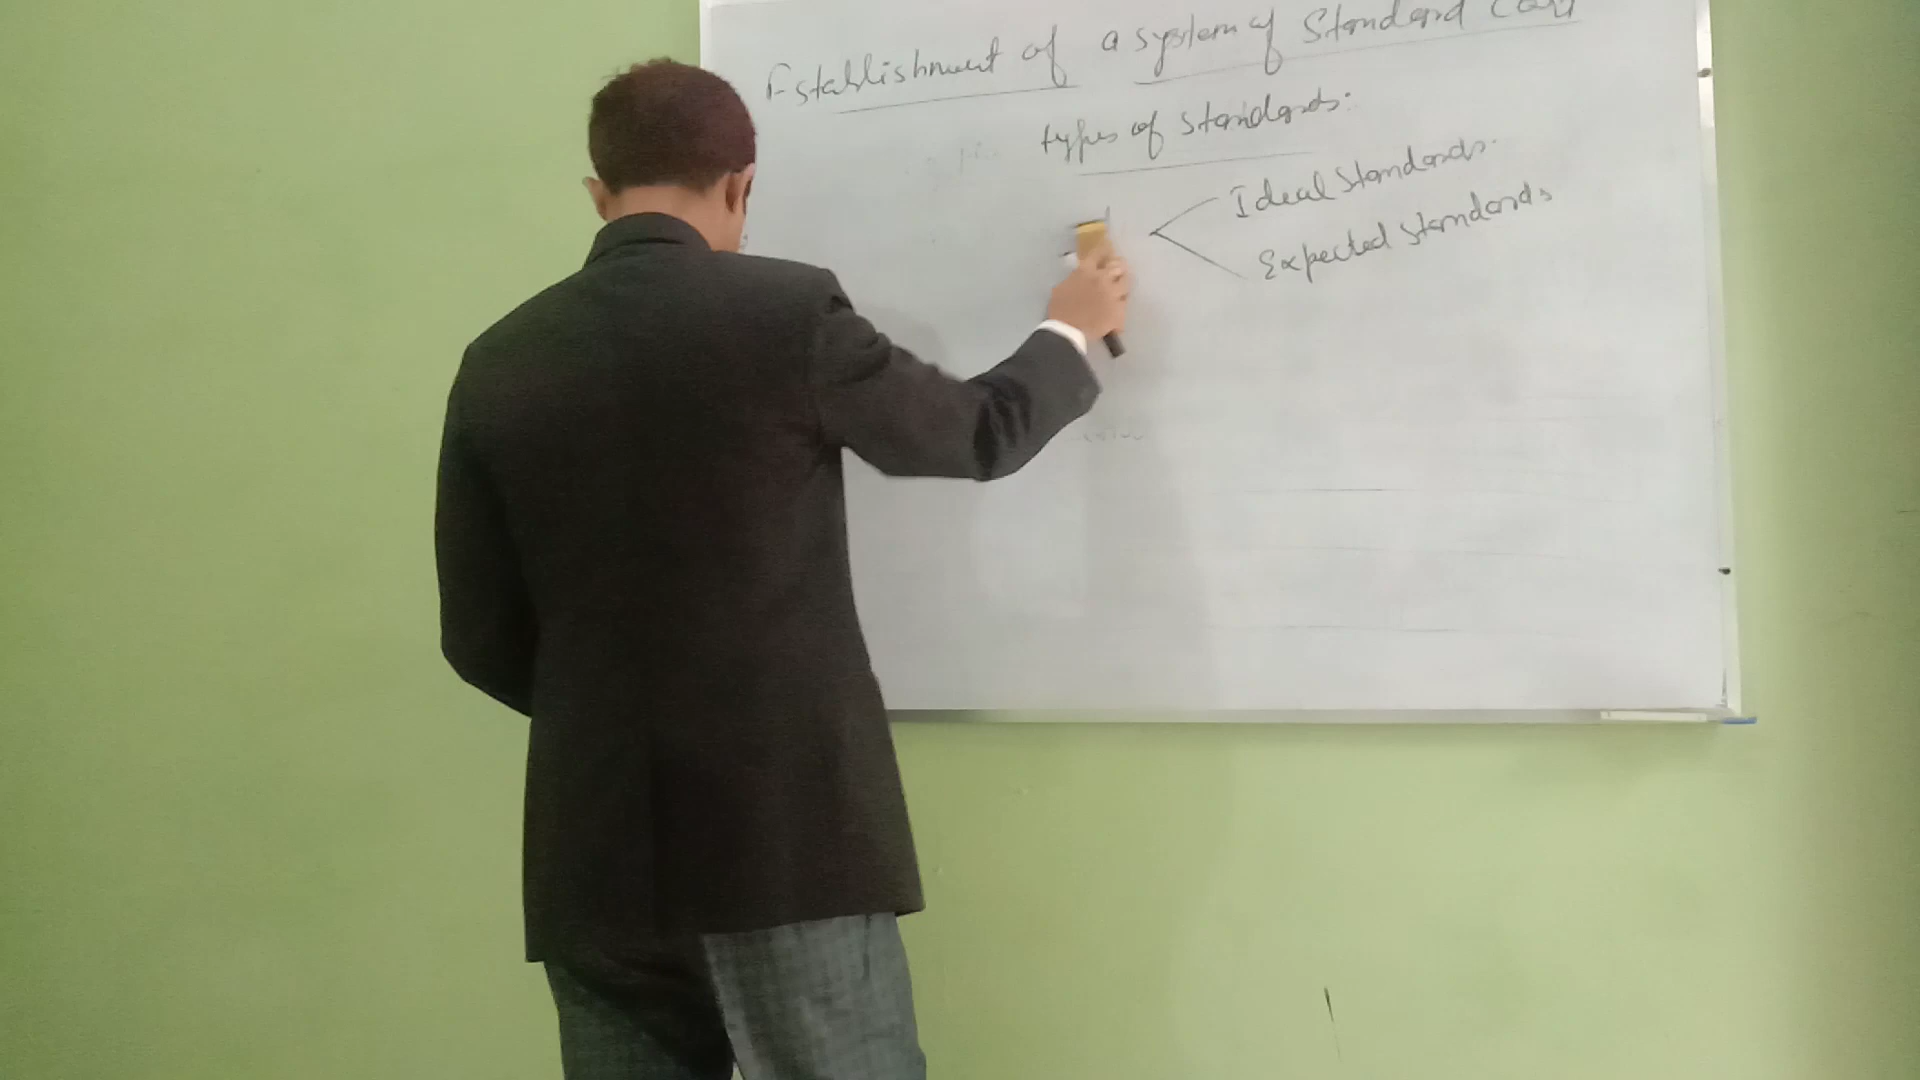 Establishment of a system of Standard Cost
types of standards:
Ideal Standards.
Expected standards